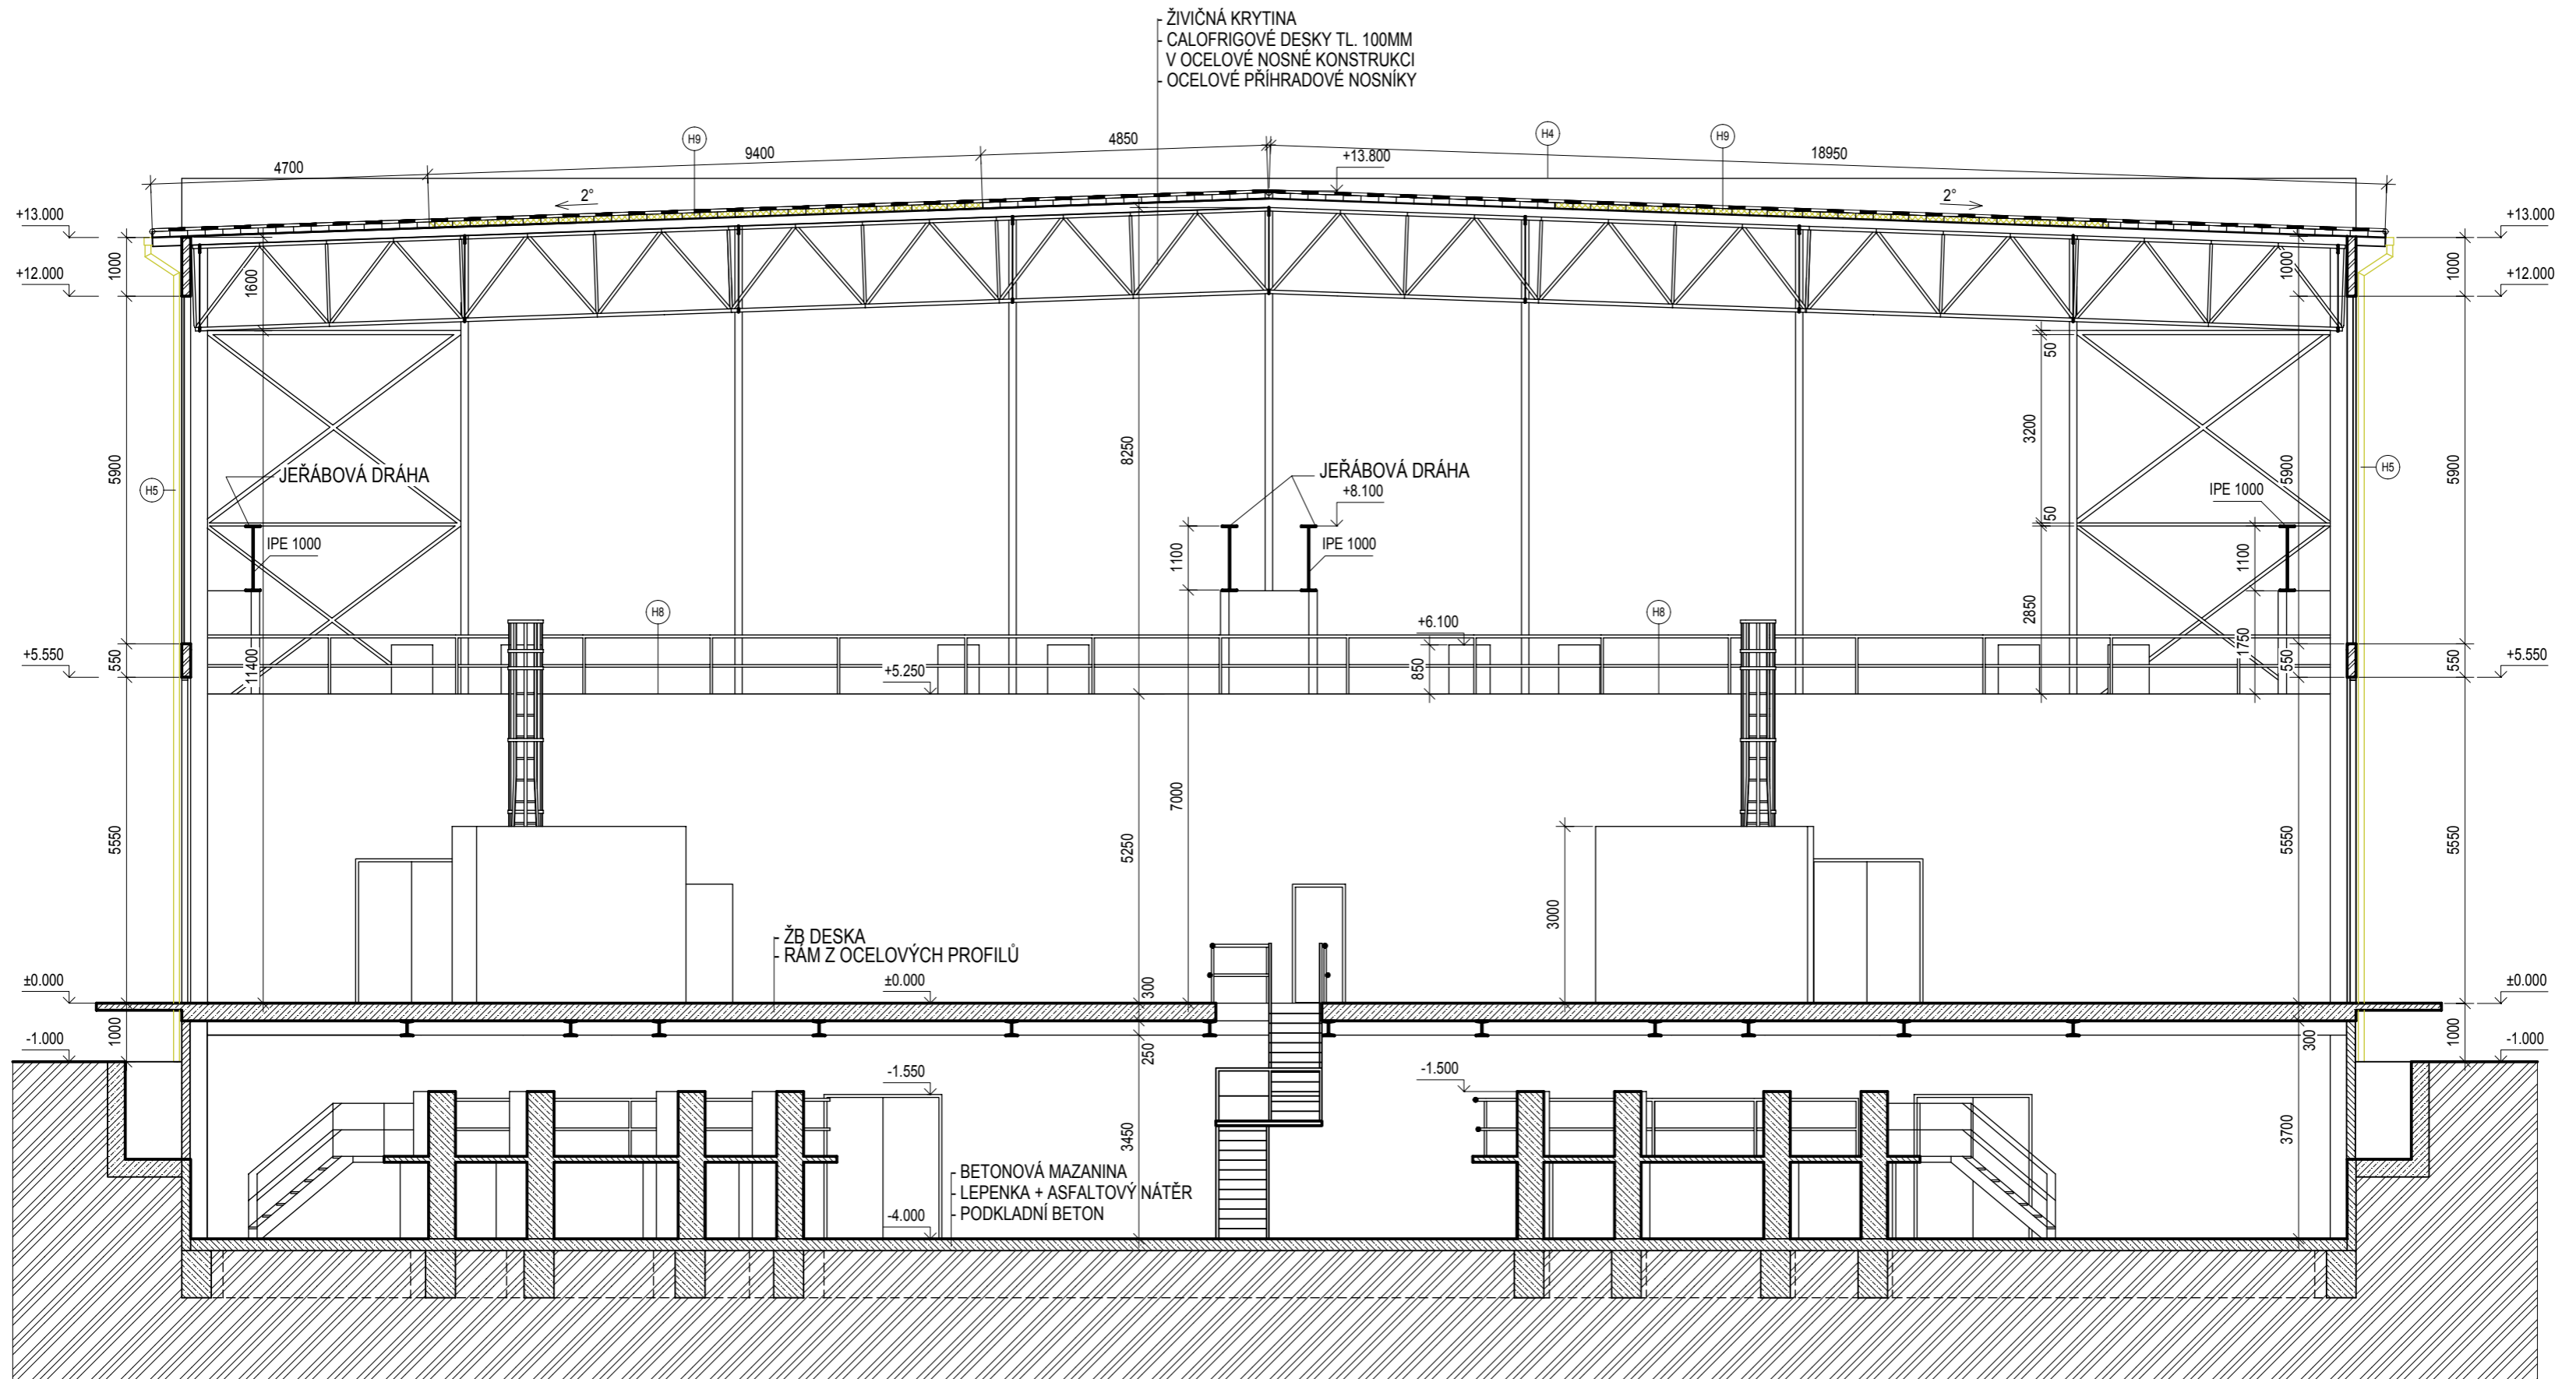 - ŽIVIČNÁ KRYTINA
- CALOFRIGOVÉ DESKY TL. 100MM
V OCELOVÉ NOSNÉ KONSTRUKCI
- OCELOVÉ PŘÍHRADOVÉ NOSNÍKY
H9
H4
H9
4700
9400
4850
18950
+13.800
2°
2°
+13.000
+13.000
+12.000
+12.000
1000
1600
1000
1000
50
3200
5900
8250
5900
5900
JEŘÁBOVÁ DRÁHA
JEŘÁBOVÁ DRÁHA
+8.100
H5
H5
IPE 1000
50
IPE 1000
IPE 1000
1100
1100
2850
H8
H8
+6.100
1750
+5.550
550
11400
+5.250
850
550
550
+5.550
5550
5250
7000
3000
5550
5550
- ŽB DESKA
- RÁM Z OCELOVÝCH PROFILŮ
±0.000
±0.000
300
±0.000
1000
250
300
1000
-1.000
-1.000
-1.550
-1.500
3450
3700
- BETONOVÁ MAZANINA
- LEPENKA + ASFALTOVÝ NÁTĚR
- PODKLADNÍ BETON
-4.000